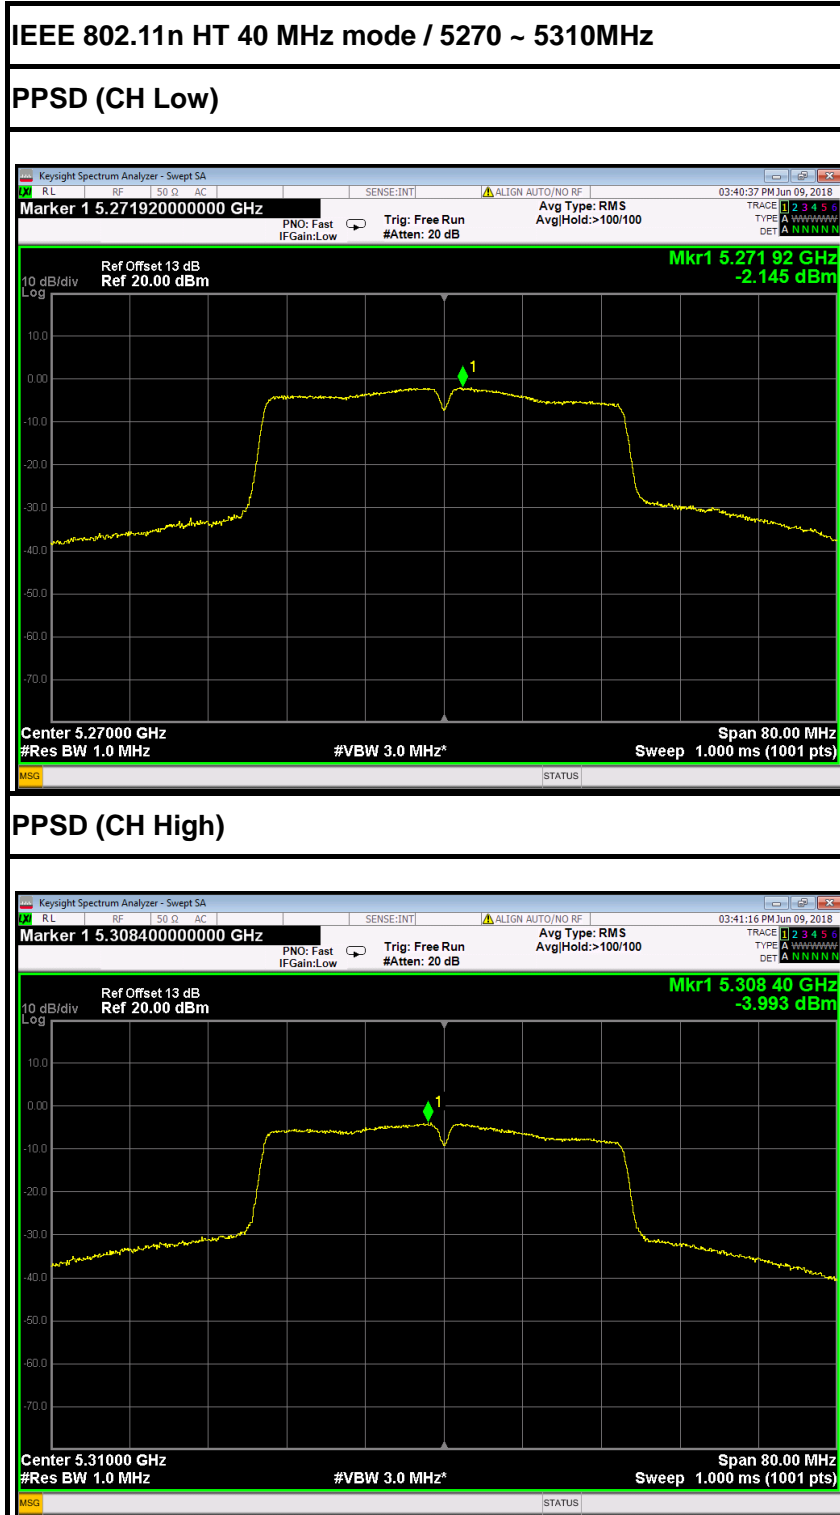 IEEE 802.11n HT 40 MHz mode / 5270 ~ 5310MHz
PPSD (CH Low)
Keysight Spectrum Analyzer - Swept SA
LXI RL RF 50 Ω AC SENSE:INT ALIGN AUTO/NO RF 03:40:37 PM Jun 09, 2018
Marker 1 5.271920000000 GHz
PNO: Fast
IFGain:Low
Trig: Free Run
#Atten: 20 dB
Avg Type: RMS
Avg|Hold:>100/100
TRACE 1 2 3 4 5 6
TYPE A WWWWW
DET A N N N N N
Mkr1 5.271 92 GHz
-2.145 dBm
10 dB/div
Log
Ref Offset 13 dB
Ref 20.00 dBm
10.0
0.00
1
-10.0
-20.0
-30.0
-40.0
-50.0
-60.0
-70.0
Center 5.27000 GHz
Span 80.00 MHz
#Res BW 1.0 MHz
#VBW 3.0 MHz*
Sweep 1.000 ms (1001 pts)
MSG
STATUS
PPSD (CH High)
Keysight Spectrum Analyzer - Swept SA
LXI RL RF 50 Ω AC SENSE:INT ALIGN AUTO/NO RF 03:41:16 PM Jun 09, 2018
Marker 1 5.308400000000 GHz
PNO: Fast
IFGain:Low
Trig: Free Run
#Atten: 20 dB
Avg Type: RMS
Avg|Hold:>100/100
TRACE 1 2 3 4 5 6
TYPE A WWWWW
DET A N N N N N
Mkr1 5.308 40 GHz
-3.993 dBm
10 dB/div
Log
Ref Offset 13 dB
Ref 20.00 dBm
10.0
0.00
1
-10.0
-20.0
-30.0
-40.0
-50.0
-60.0
-70.0
Center 5.31000 GHz
Span 80.00 MHz
#Res BW 1.0 MHz
#VBW 3.0 MHz*
Sweep 1.000 ms (1001 pts)
MSG
STATUS